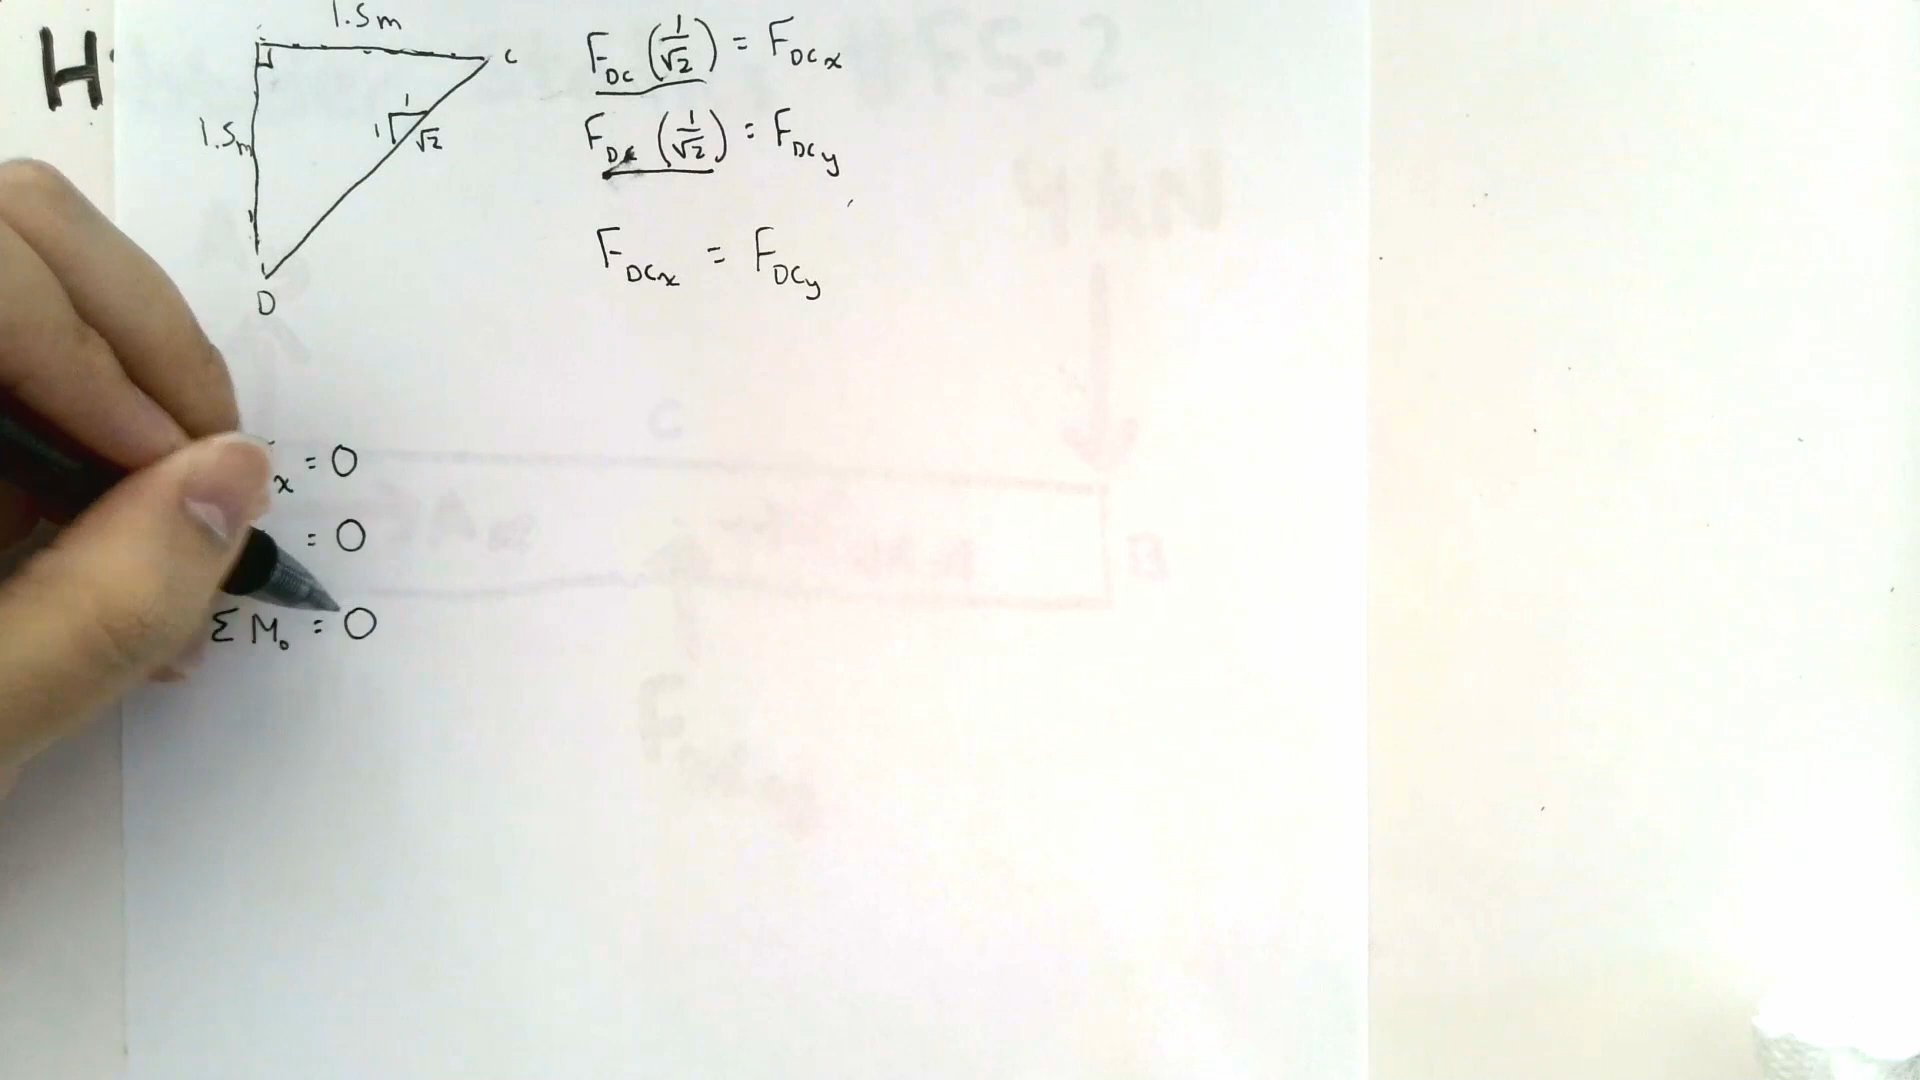 H
1.5m
C
1.5m
1
1
√2
D
F_DC (1/√2) = F_DCx
F_DC (1/√2) = F_DCy
F_DCx = F_DCy
x = 0
= 0
ΣM₀ = 0
C
B